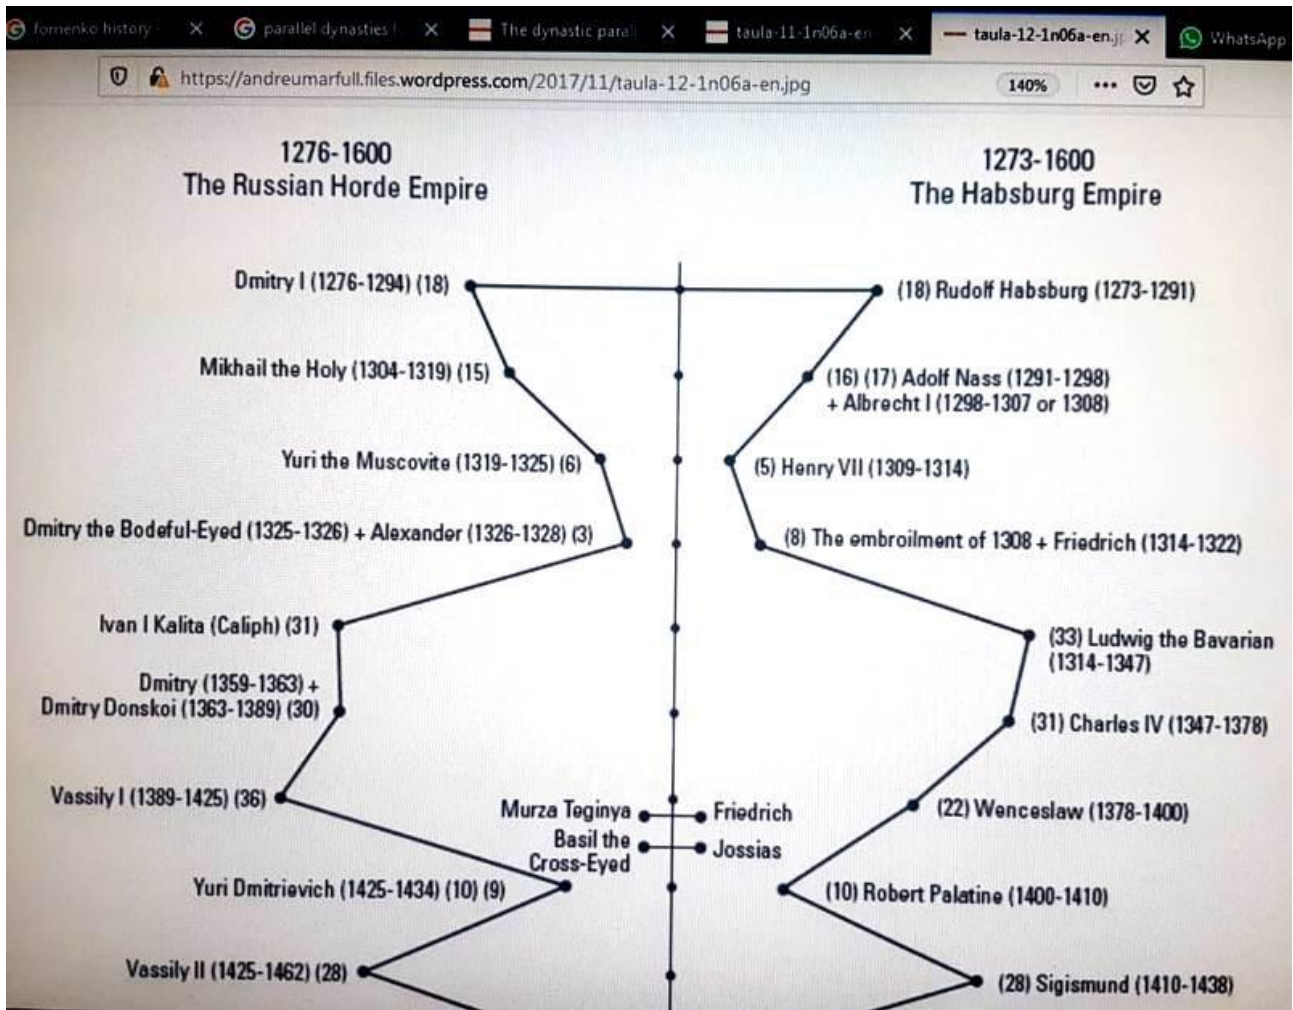 fomenko history
parallel dynasties
The dynastic paral
taula-11-1n06a-en
taula-12-1n06a-en.j
WhatsApp
https://andreumarfull.files.wordpress.com/2017/11/taula-12-1n06a-en.jpg
140%
1276-1600
The Russian Horde Empire
1273-1600
The Habsburg Empire
Dmitry I (1276-1294) (18)
(18) Rudolf Habsburg (1273-1291)
Mikhail the Holy (1304-1319) (15)
(16) (17) Adolf Nass (1291-1298)
+ Albrecht I (1298-1307 or 1308)
Yuri the Muscovite (1319-1325) (6)
(5) Henry VII (1309-1314)
Dmitry the Bodeful-Eyed (1325-1326) + Alexander (1326-1328) (3)
(8) The embroilment of 1308 + Friedrich (1314-1322)
Ivan I Kalita (Caliph) (31)
(33) Ludwig the Bavarian
(1314-1347)
Dmitry (1359-1363) +
Dmitry Donskoi (1363-1389) (30)
(31) Charles IV (1347-1378)
Vassily I (1389-1425) (36)
(22) Wenceslaw (1378-1400)
Murza Teginya
Friedrich
Basil the
Cross-Eyed
Jossias
Yuri Dmitrievich (1425-1434) (10) (9)
(10) Robert Palatine (1400-1410)
Vassily II (1425-1462) (28)
(28) Sigismund (1410-1438)